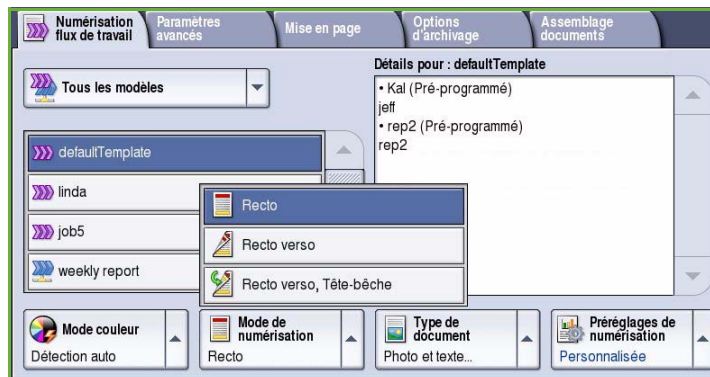 Numérisation
flux de travail
Paramètres
avancés
Mise en page
Options
d'archivage
Assemblage
documents
Tous les modèles
Détails pour : defaultTemplate
• Kal (Pré-programmé)
jeff
• rep2 (Pré-programmé)
rep2
defaultTemplate
linda
job5
weekly report
Recto
Recto verso
Recto verso, Tête-bêche
Mode couleur
Détection auto
Mode de
numérisation
Recto
Type de
document
Photo et texte...
Préréglages de
numérisation
Personnalisée